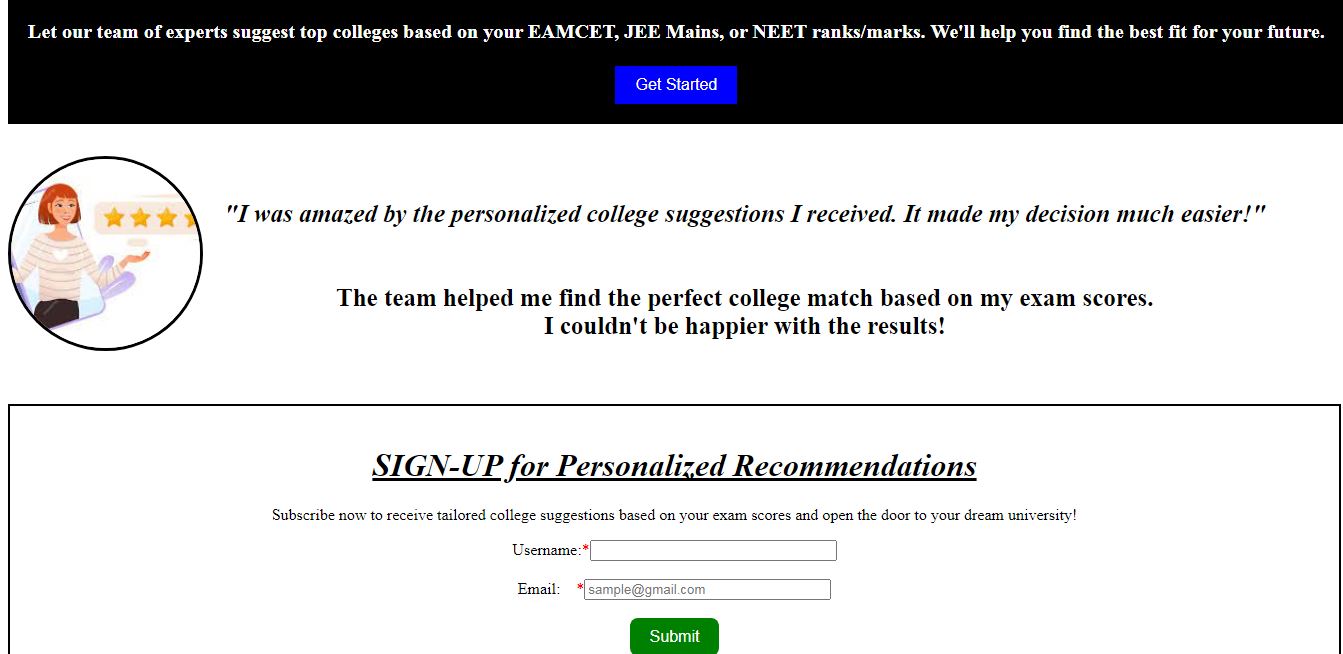 Let our team of experts suggest top colleges based on your EAMCET, JEE Mains, or NEET ranks/marks. We'll help you find the best fit for your future.
Get Started
"I was amazed by the personalized college suggestions I received. It made my decision much easier!"
The team helped me find the perfect college match based on my exam scores.
I couldn't be happier with the results!
SIGN-UP for Personalized Recommendations
Subscribe now to receive tailored college suggestions based on your exam scores and open the door to your dream university!
Username:*
Email: * sample@gmail.com
Submit